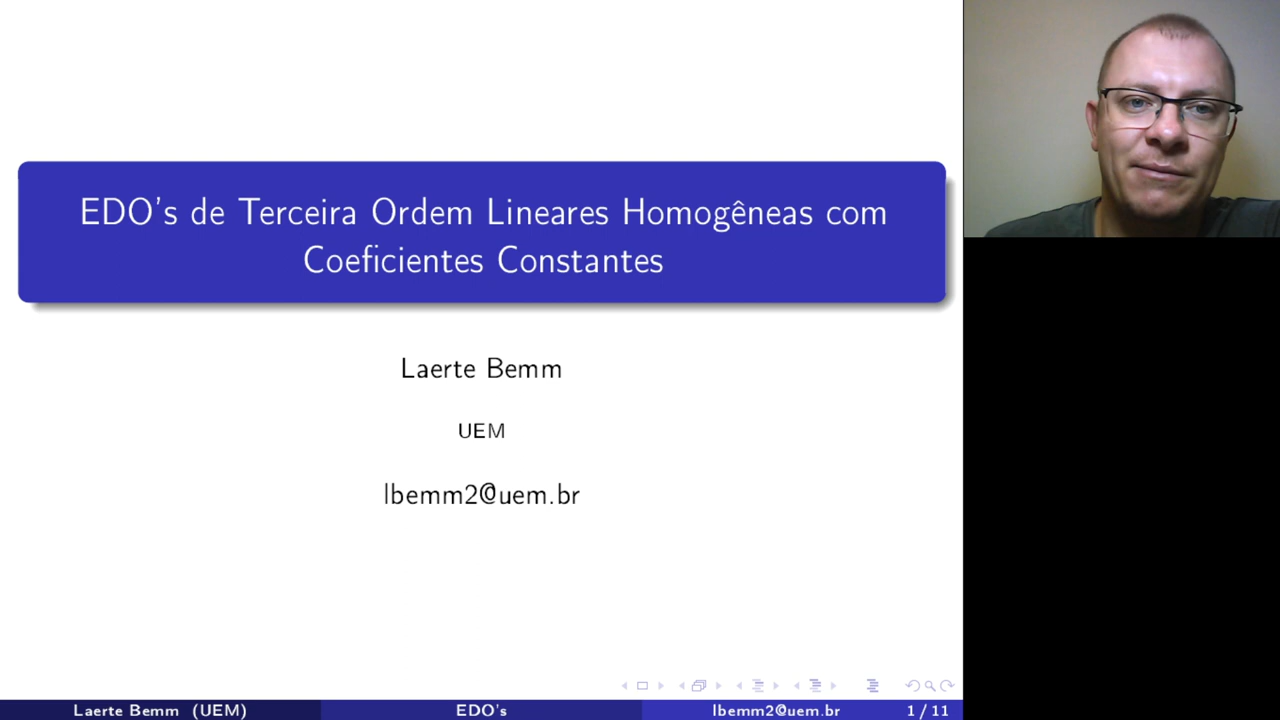 EDO's de Terceira Ordem Lineares Homogêneas com
Coeficientes Constantes
Laerte Bemm
UEM
lbemm2@uem.br
Laerte Bemm (UEM) EDO's lbemm2@uem.br 1 / 11